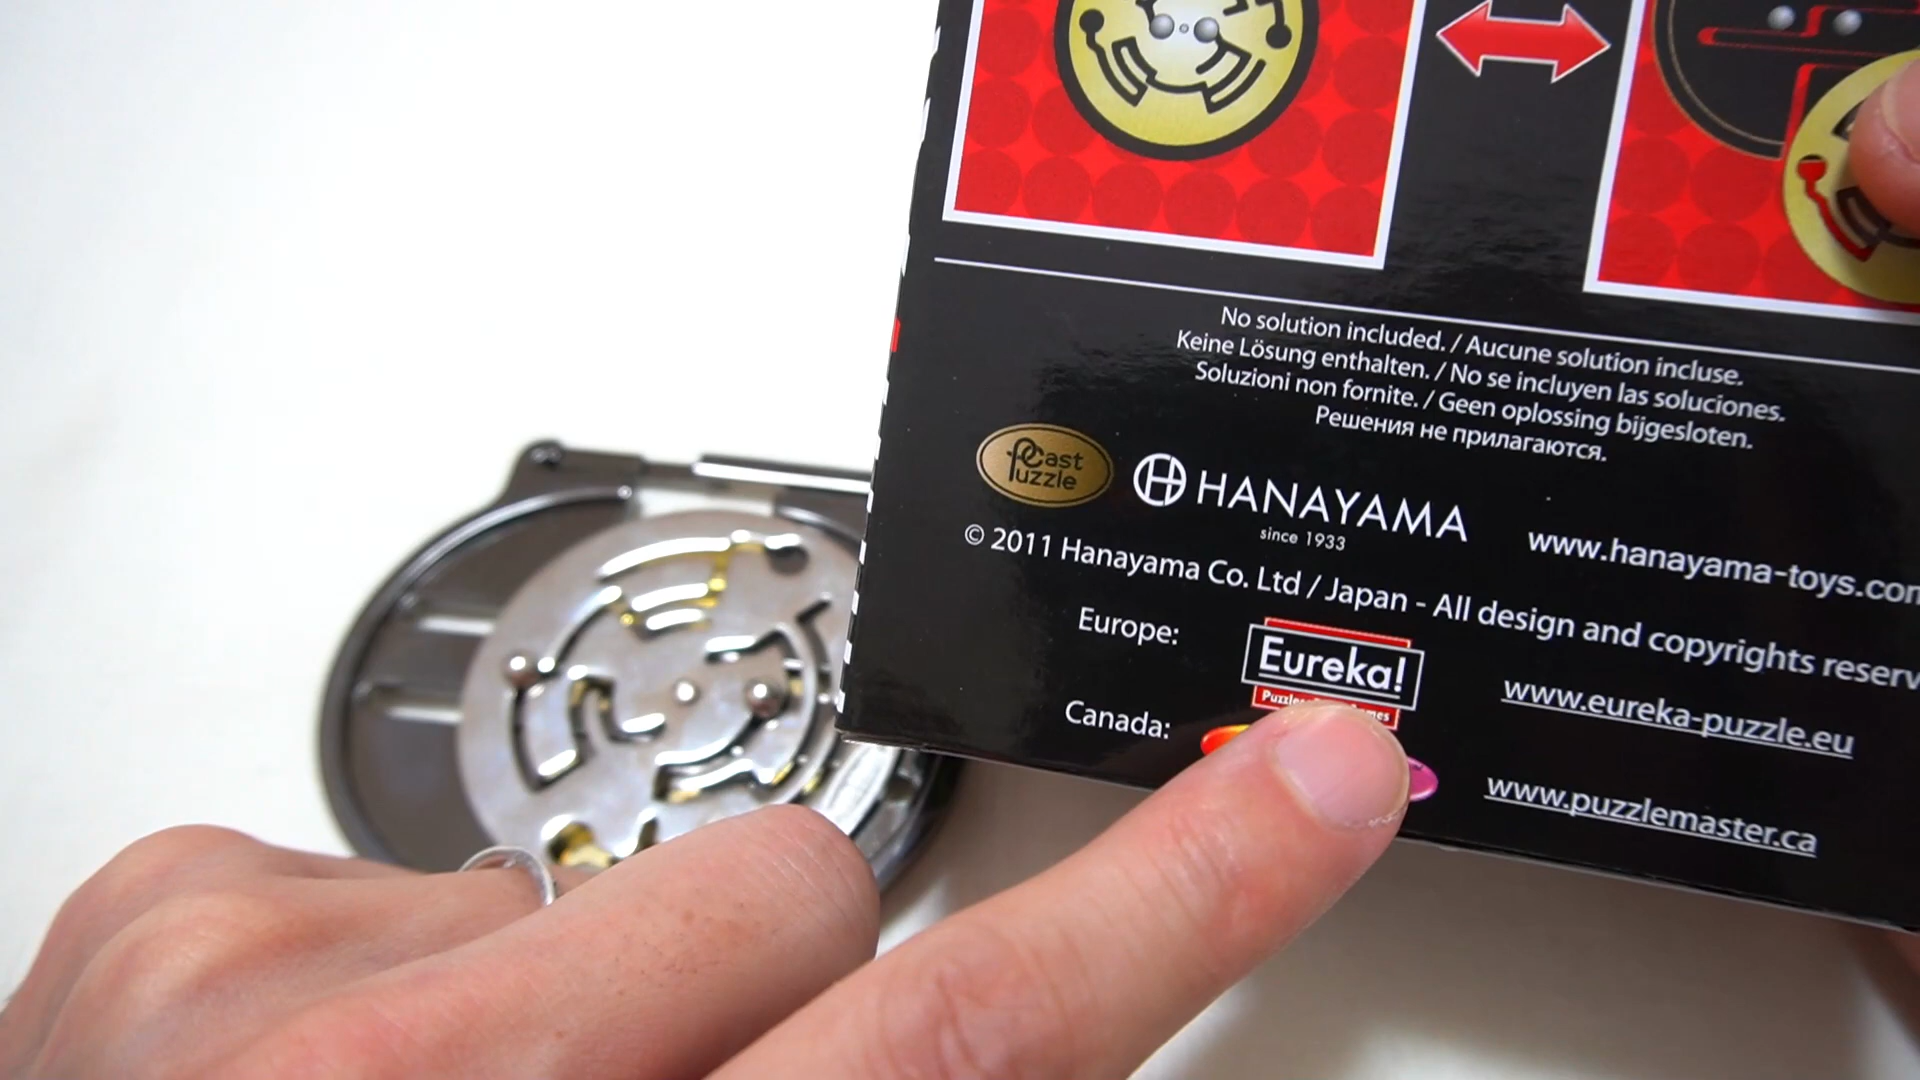 No solution included. / Aucune solution incluse.
Keine Lösung enthalten. / No se incluyen las soluciones.
Soluzioni non fornite. / Geen oplossing bijgesloten.
Решения не прилагаются.
Cast
Puzzle
HANAYAMA
since 1933
www.hanayama-toys.com
© 2011 Hanayama Co. Ltd / Japan - All design and copyrights reserv
Europe:
Eureka!
www.eureka-puzzle.eu
Canada:
www.puzzlemaster.ca